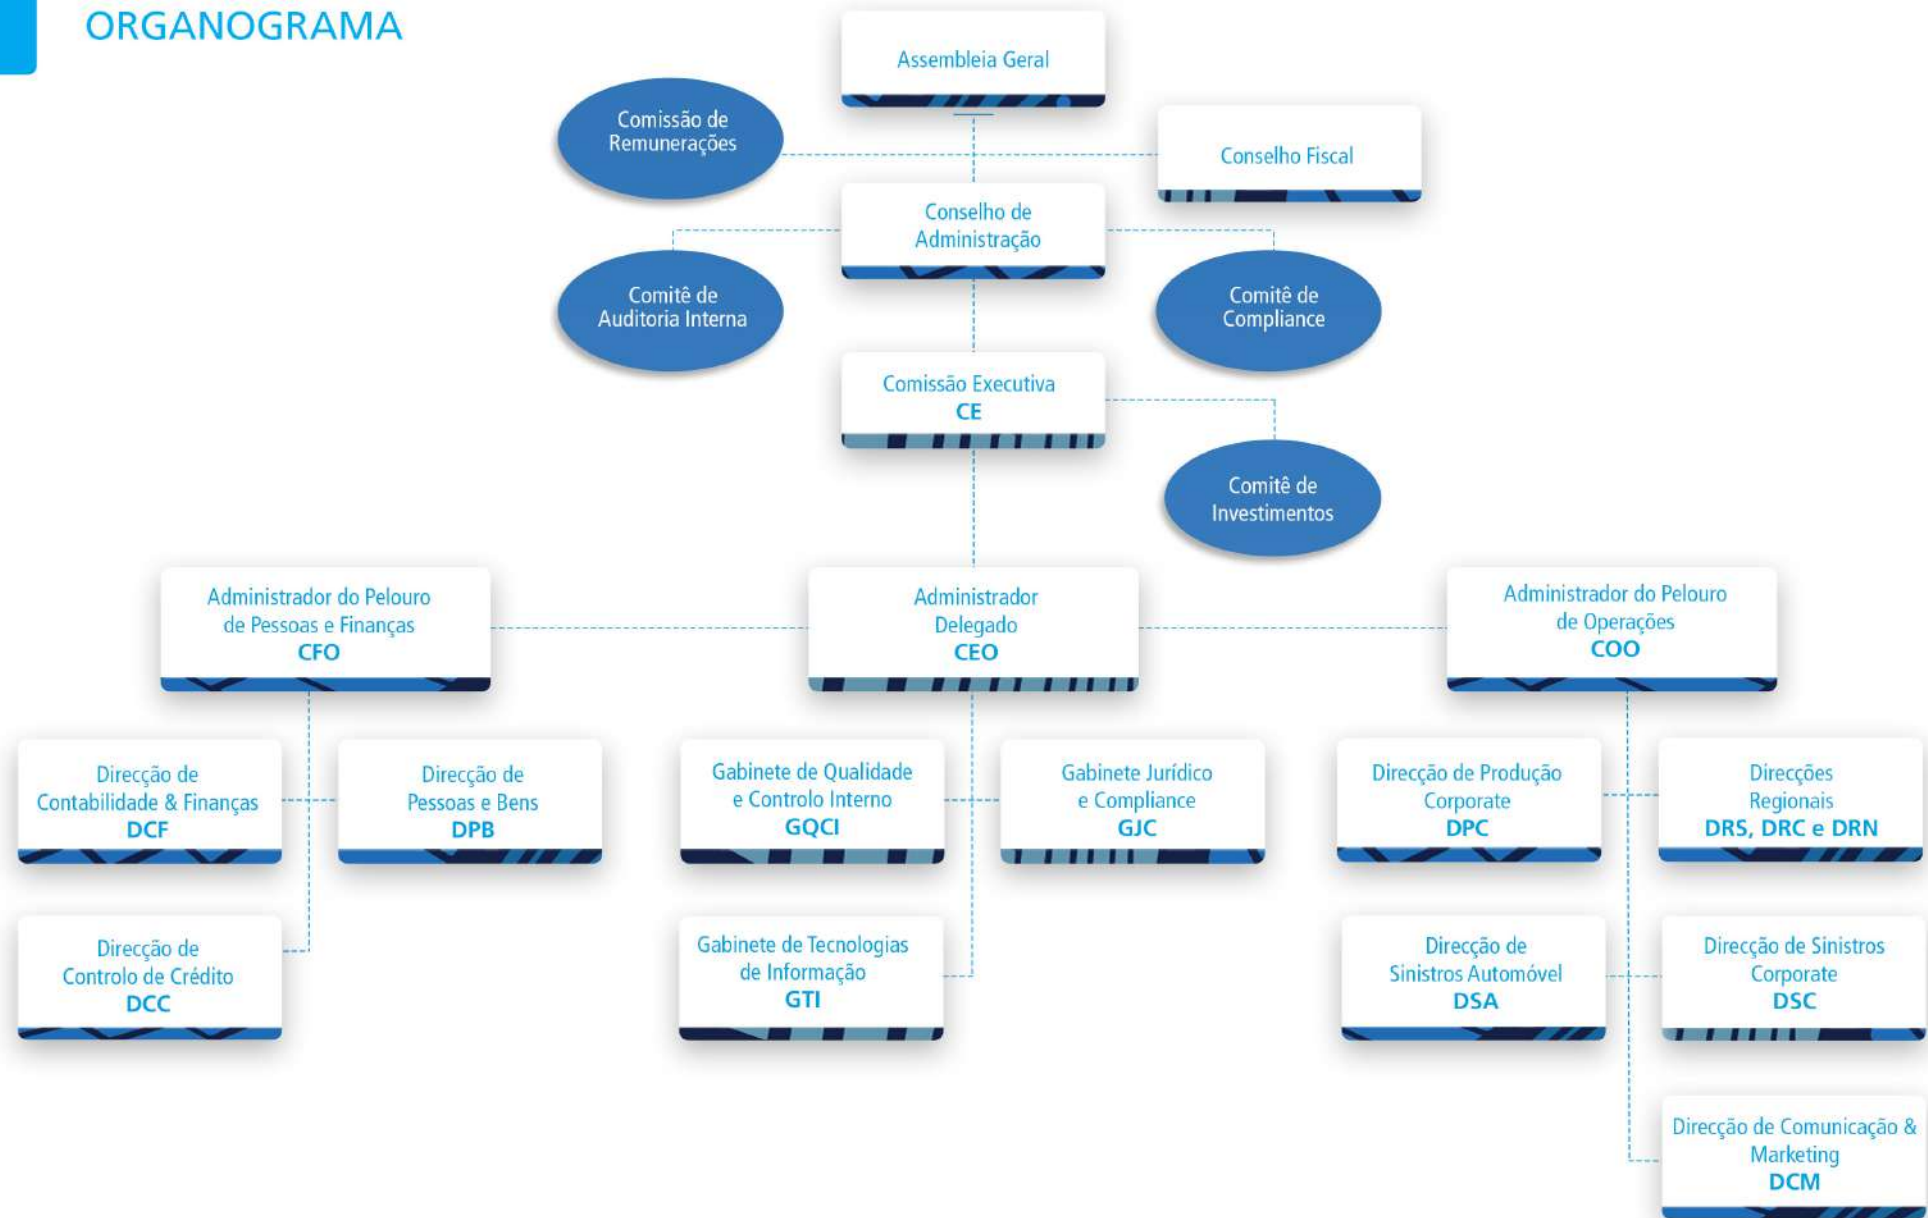 ORGANOGRAMA
Assembleia Geral
Comissão de
Remunerações
Conselho Fiscal
Conselho de
Administração
Comitê de
Auditoria Interna
Comitê de
Compliance
Comissão Executiva
CE
Comitê de
Investimentos
Administrador do Pelouro
de Pessoas e Finanças
CFO
Administrador
Delegado
CEO
Administrador do Pelouro
de Operações
COO
Direcção de
Contabilidade & Finanças
DCF
Direcção de
Pessoas e Bens
DPB
Gabinete de Qualidade
e Controlo Interno
GQCI
Gabinete Jurídico
e Compliance
GJC
Direcção de Produção
Corporate
DPC
Direcções
Regionais
DRS, DRC e DRN
Direcção de
Controlo de Crédito
DCC
Gabinete de Tecnologias
de Informação
GTI
Direcção de
Sinistros Automóvel
DSA
Direcção de Sinistros
Corporate
DSC
Direcção de Comunicação &
Marketing
DCM